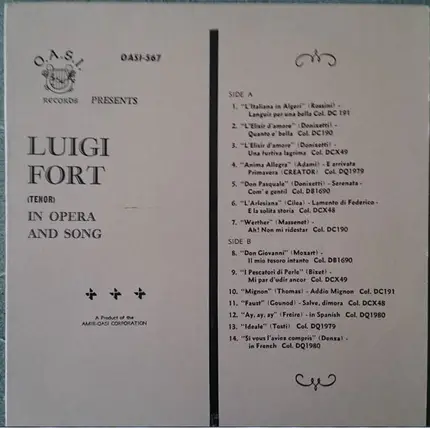 O.A.S.I.
OASI-567
RECORDS PRESENTS
LUIGI
FORT
(TENOR)
IN OPERA
AND SONG
A Product of the
AMER-OASI CORPORATION
SIDE A
1. "L'Italiana in Algeri" (Rossini) -
Languir per una bella Col. DC 191
2. "L'Elisir d'amore" (Donizetti) -
Quanto e' bella Col. DC190
3. "L'Elisir d'amore" (Donizetti) -
Una furtiva lagrima Col. DCX49
4. "Anima Allegra" (Adami) - E arrivata
Primavera (CREATOR) Col. DQ1979
5. "Don Pasquale" (Donizetti) - Serenata -
Com' e gentil Col. DB1690
6. "L'Arlesiana" (Cilea) - Lamento di Federico -
E la solita storia Col. DCX48
7. "Werther" (Massenet) -
Ah! Non mi ridestar Col. DC190
SIDE B
8. "Don Giovanni" (Mozart) -
Il mio tesoro intanto Col. DB1690
9. "I Pescatori di Perle" (Bizet) -
Mi par d'udir ancor Col. DCX49
10. "Mignon" (Thomas) - Addio Mignon Col. DC191
11. "Faust" (Gounod) - Salve, dimora Col. DCX48
12. "Ay, ay, ay" (Freire) - in Spanish Col. DQ1980
13. "Ideale" (Tosti) Col. DQ1979
14. "Si vous l'aviez compris" (Denza) -
in French Col. DQ1980